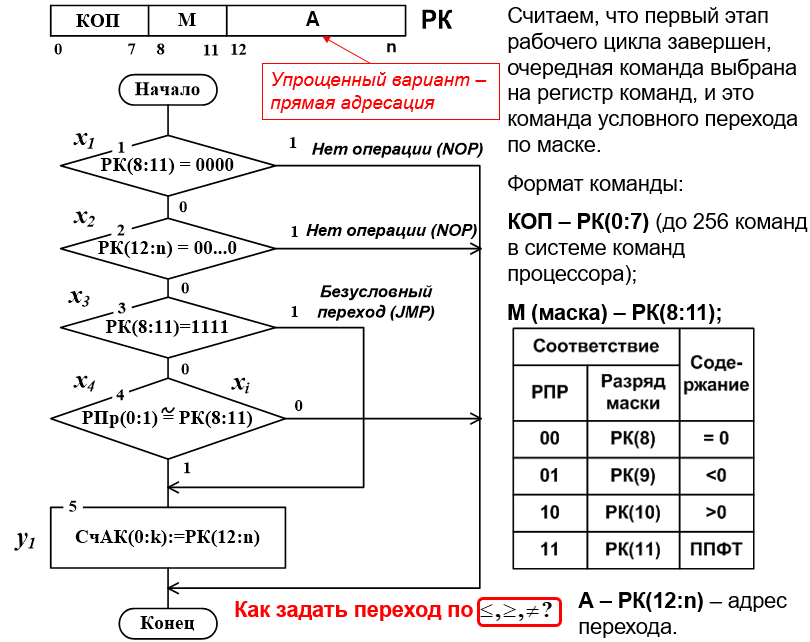 КОП М А РК
0 7 8 11 12 n
Упрощенный вариант –
прямая адресация
Начало
x1 1 1 Нет операции (NOP)
РК(8:11) = 0000
0
x2 2 1 Нет операции (NOP)
РК(12:n) = 00...0
0
x3 3 1 Безусловный
переход (JMP)
РК(8:11)=1111
0
x4 4 xi
РПр(0:1) ≅ РК(8:11) 0
1
5
y1 СчАК(0:k):=РК(12:n)
Конец
Как задать переход по ≤,≥,≠?
Считаем, что первый этап
рабочего цикла завершен,
очередная команда выбрана
на регистр команд, и это
команда условного перехода
по маске.
Формат команды:
КОП – РК(0:7) (до 256 команд
в системе команд
процессора);
М (маска) – РК(8:11);
Соответствие Соде-
ржание
РПР Разряд
маски
00 РК(8) = 0
01 РК(9) <0
10 РК(10) >0
11 РК(11) ППФТ
А – РК(12:n) – адрес
перехода.